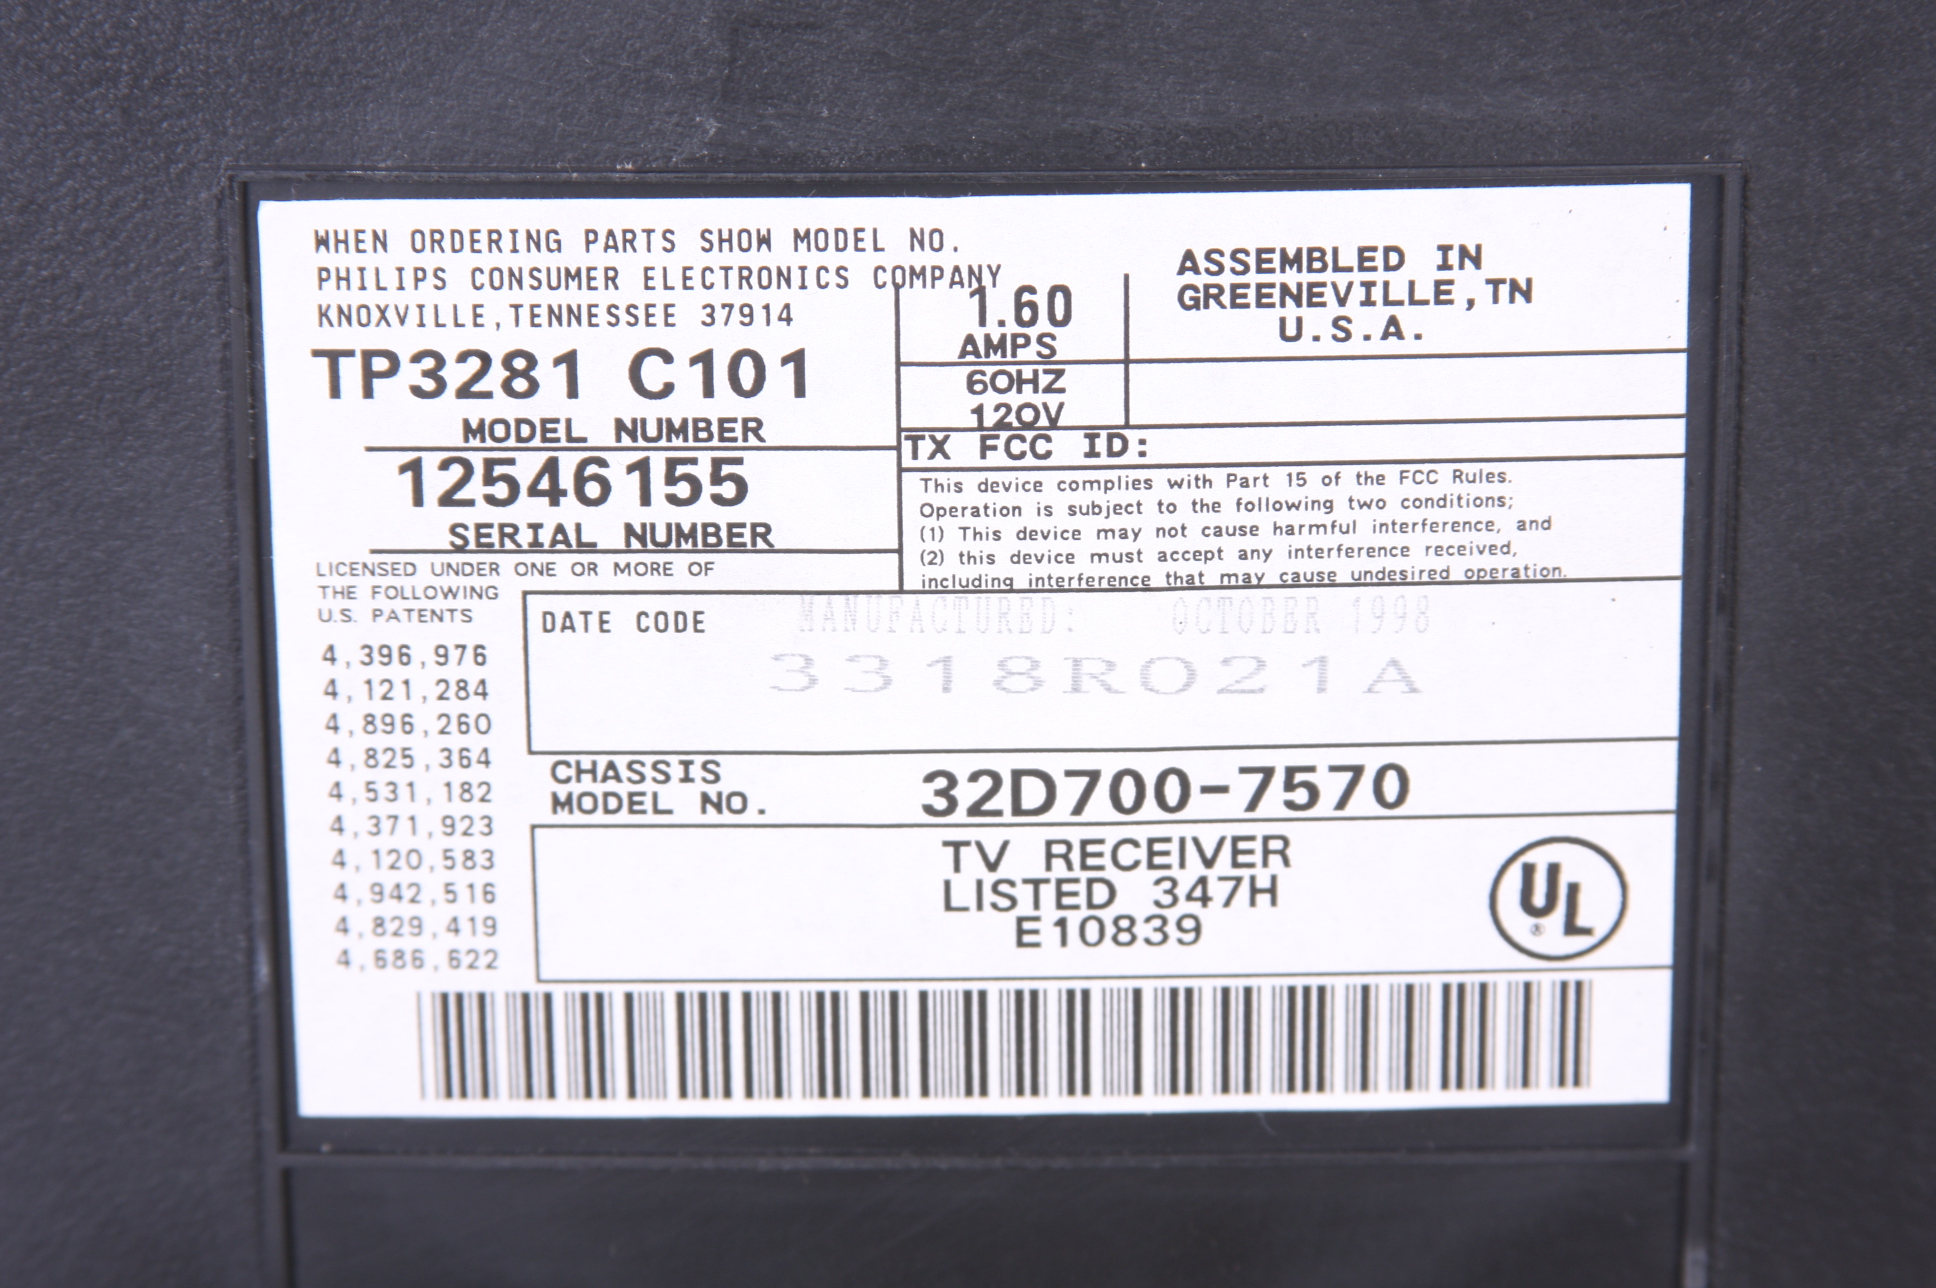 WHEN ORDERING PARTS SHOW MODEL NO.
PHILIPS CONSUMER ELECTRONICS COMPANY
KNOXVILLE,TENNESSEE 37914
TP3281 C101
MODEL NUMBER
12546155
SERIAL NUMBER
1.60
AMPS
60HZ
120V
ASSEMBLED IN
GREENEVILLE,TN
U.S.A.
TX FCC ID:
This device complies with Part 15 of the FCC Rules.
Operation is subject to the following two conditions;
(1) This device may not cause harmful interference, and
(2) this device must accept any interference received,
including interference that may cause undesired operation.
LICENSED UNDER ONE OR MORE OF
THE FOLLOWING
U.S. PATENTS
4,396,976
4,121,284
4,896,260
4,825,364
4,531,182
4,371,923
4,120,583
4,942,516
4,829,419
4,686,622
DATE CODE
MANUFACTURED: OCTOBER 1998
3318R021A
CHASSIS
MODEL NO.
32D700-7570
TV RECEIVER
LISTED 347H
E10839
UL
®